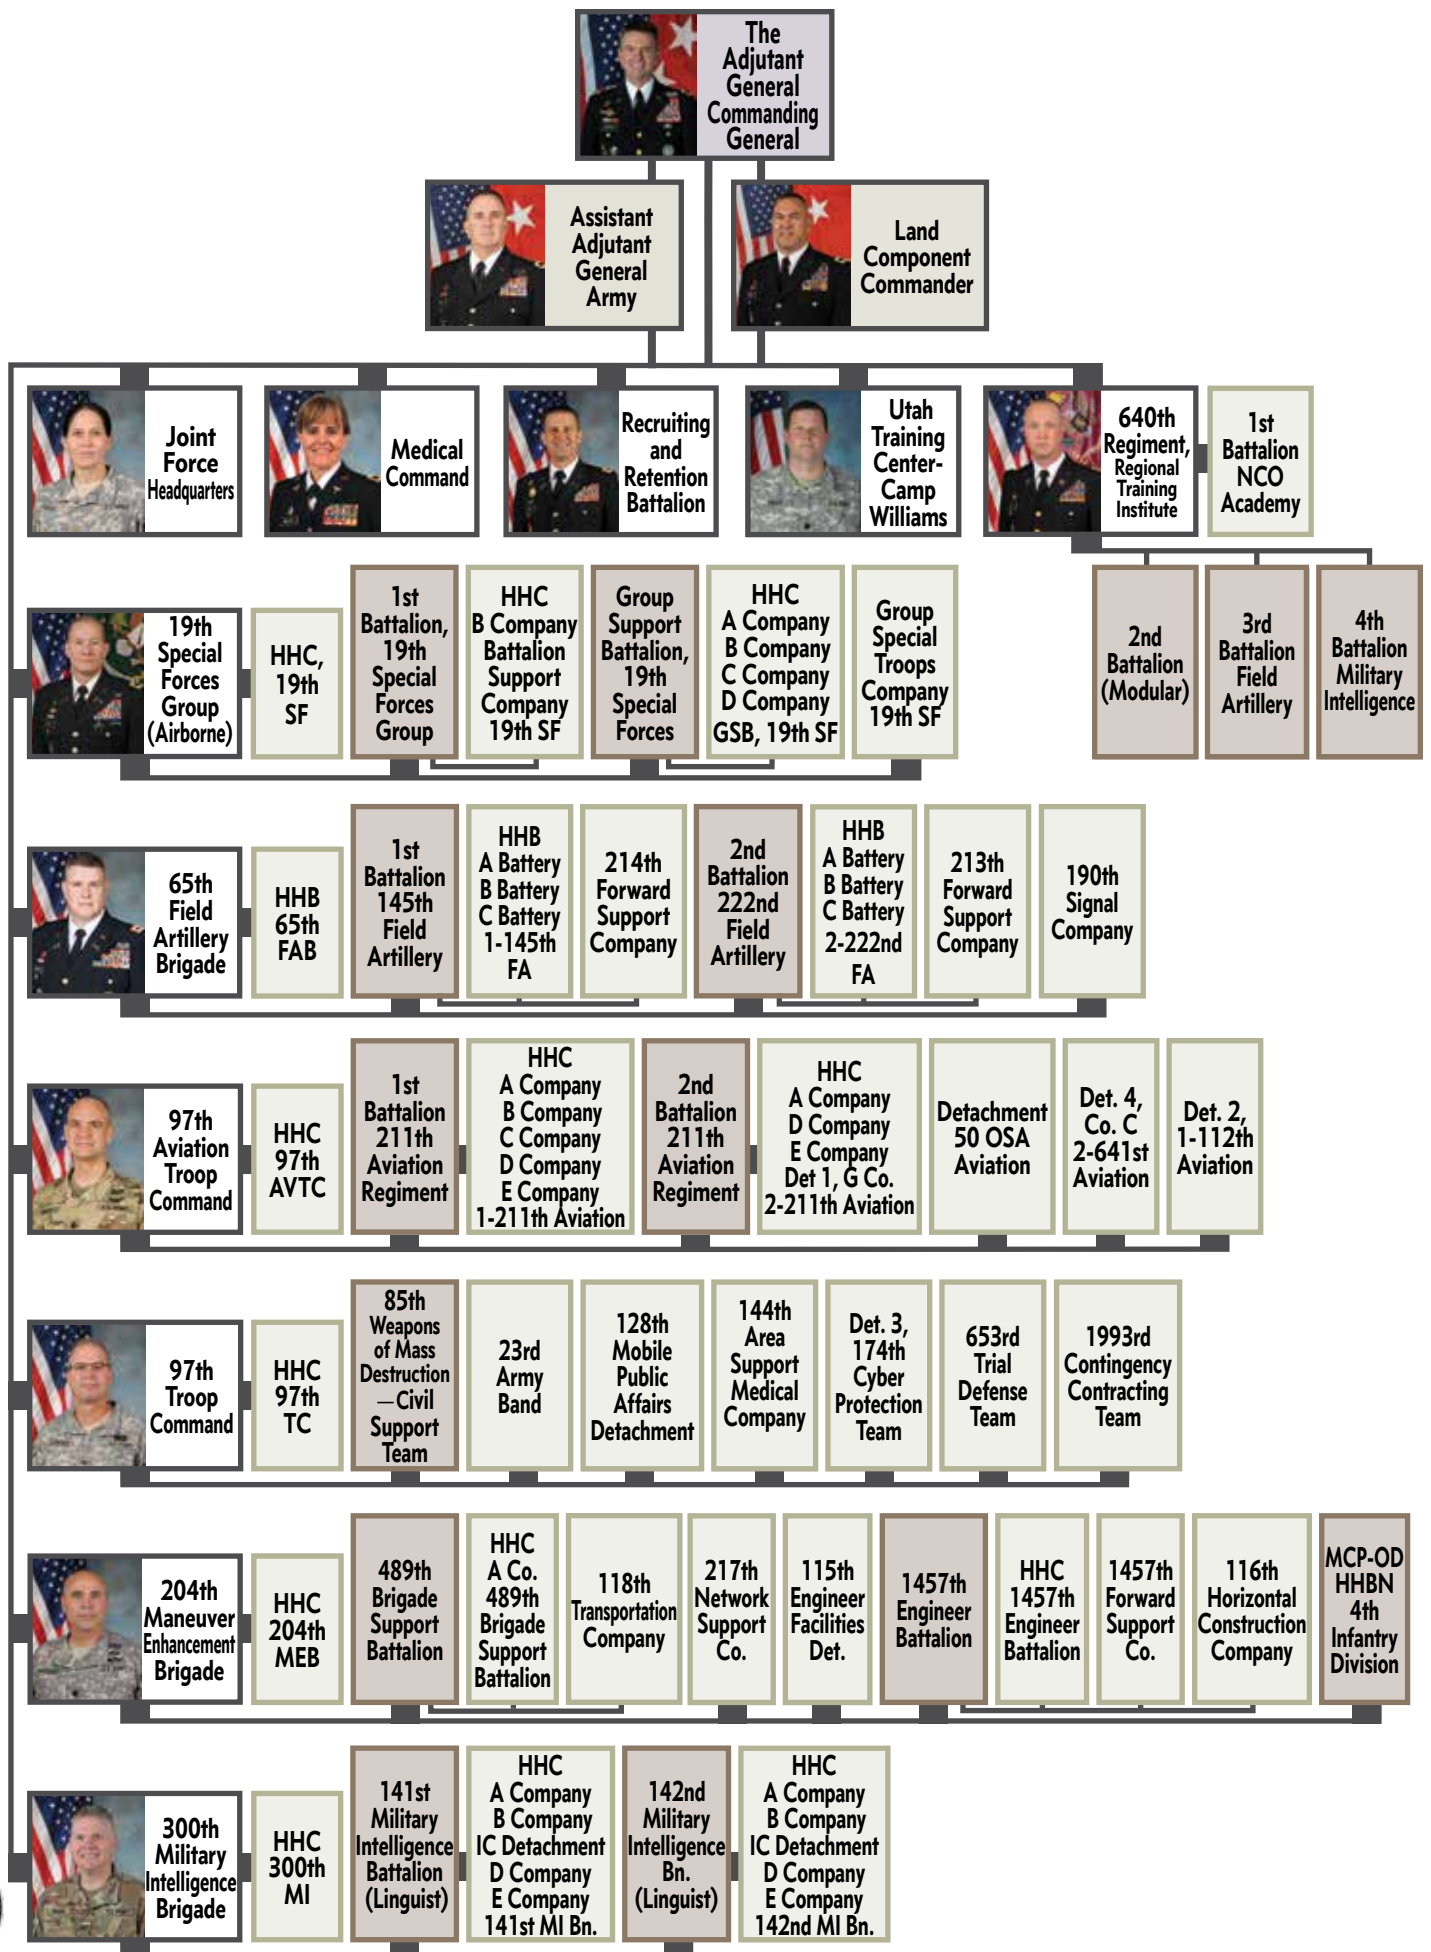 The
Adjutant
General
Commanding
General
Assistant
Adjutant
General
Army
Land
Component
Commander
Joint
Force
Headquarters
Medical
Command
Recruiting
and
Retention
Battalion
Utah
Training
Center-
Camp
Williams
640th
Regiment,
Regional
Training
Institute
1st
Battalion
NCO
Academy
2nd
Battalion
(Modular)
3rd
Battalion
Field
Artillery
4th
Battalion
Military
Intelligence
19th
Special
Forces
Group
(Airborne)
HHC,
19th
SF
1st
Battalion,
19th
Special
Forces
Group
HHC
B Company
Battalion
Support
Company
19th SF
Group
Support
Battalion,
19th
Special
Forces
HHC
A Company
B Company
C Company
D Company
GSB, 19th SF
Group
Special
Troops
Company
19th SF
65th
Field
Artillery
Brigade
HHB
65th
FAB
1st
Battalion
145th
Field
Artillery
HHB
A Battery
B Battery
C Battery
1-145th
FA
214th
Forward
Support
Company
2nd
Battalion
222nd
Field
Artillery
HHB
A Battery
B Battery
C Battery
2-222nd
FA
213th
Forward
Support
Company
190th
Signal
Company
97th
Aviation
Troop
Command
HHC
97th
AVTC
1st
Battalion
211th
Aviation
Regiment
HHC
A Company
B Company
C Company
D Company
E Company
1-211th Aviation
2nd
Battalion
211th
Aviation
Regiment
HHC
A Company
D Company
E Company
Det 1, G Co.
2-211th Aviation
Detachment
50 OSA
Aviation
Det. 4,
Co. C
2-641st
Aviation
Det. 2,
1-112th
Aviation
97th
Troop
Command
HHC
97th
TC
85th
Weapons
of Mass
Destruction
—Civil
Support
Team
23rd
Army
Band
128th
Mobile
Public
Affairs
Detachment
144th
Area
Support
Medical
Company
Det. 3,
174th
Cyber
Protection
Team
653rd
Trial
Defense
Team
1993rd
Contingency
Contracting
Team
204th
Maneuver
Enhancement
Brigade
HHC
204th
MEB
489th
Brigade
Support
Battalion
HHC
A Co.
489th
Brigade
Support
Battalion
118th
Transportation
Company
217th
Network
Support
Co.
115th
Engineer
Facilities
Det.
1457th
Engineer
Battalion
HHC
1457th
Engineer
Battalion
1457th
Forward
Support
Co.
116th
Horizontal
Construction
Company
MCP-OD
HHBN
4th
Infantry
Division
300th
Military
Intelligence
Brigade
HHC
300th
MI
141st
Military
Intelligence
Battalion
(Linguist)
HHC
A Company
B Company
IC Detachment
D Company
E Company
141st MI Bn.
142nd
Military
Intelligence
Bn.
(Linguist)
HHC
A Company
B Company
IC Detachment
D Company
E Company
142nd MI Bn.